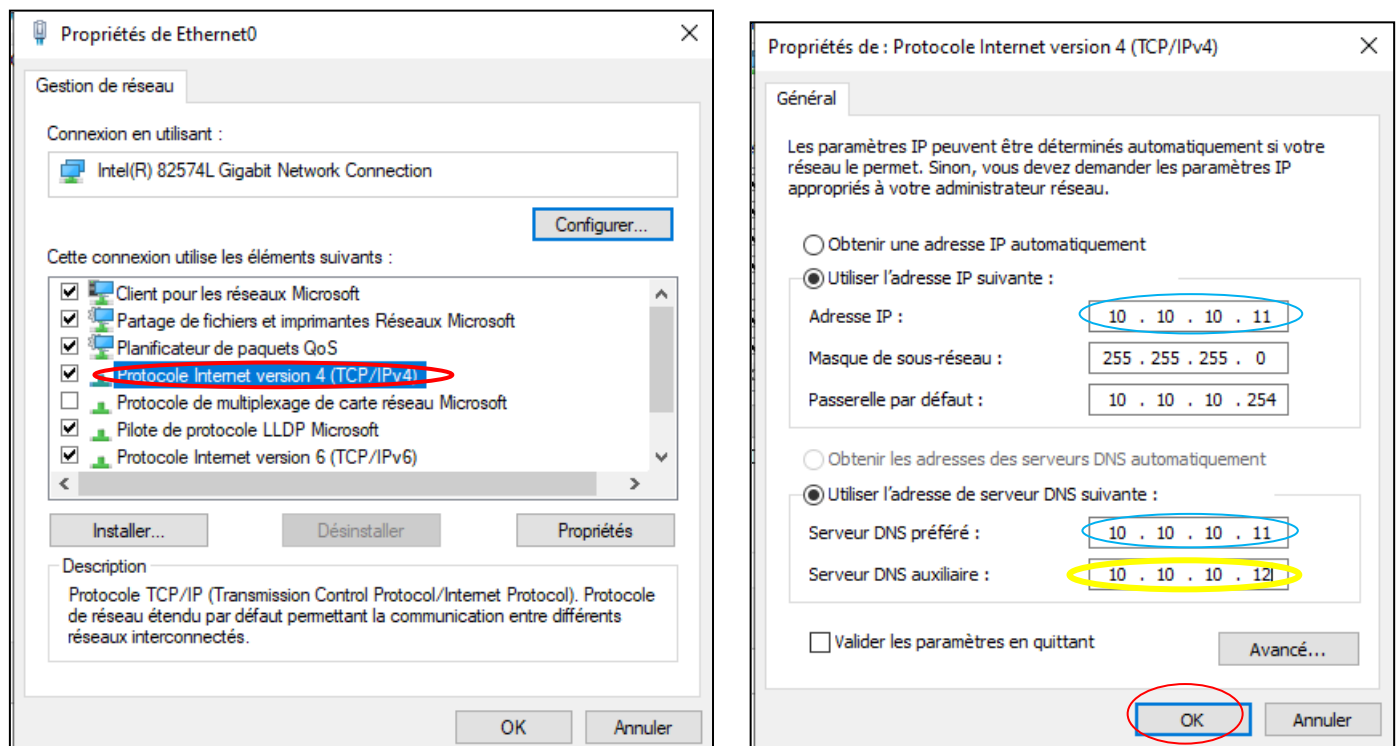 Propriétés de Ethernet0
Gestion de réseau
Connexion en utilisant :
Intel(R) 82574L Gigabit Network Connection
Configurer...
Cette connexion utilise les éléments suivants :
Client pour les réseaux Microsoft
Partage de fichiers et imprimantes Réseaux Microsoft
Planificateur de paquets QoS
Protocole Internet version 4 (TCP/IPv4)
Protocole de multiplexage de carte réseau Microsoft
Pilote de protocole LLDP Microsoft
Protocole Internet version 6 (TCP/IPv6)
Installer...
Désinstaller
Propriétés
Description
Protocole TCP/IP (Transmission Control Protocol/Internet Protocol). Protocole
de réseau étendu par défaut permettant la communication entre différents
réseaux interconnectés.
OK
Annuler
Propriétés de : Protocole Internet version 4 (TCP/IPv4)
Général
Les paramètres IP peuvent être déterminés automatiquement si votre
réseau le permet. Sinon, vous devez demander les paramètres IP
appropriés à votre administrateur réseau.
Obtenir une adresse IP automatiquement
Utiliser l'adresse IP suivante :
Adresse IP : 10 . 10 . 10 . 11
Masque de sous-réseau : 255 . 255 . 255 . 0
Passerelle par défaut : 10 . 10 . 10 . 254
Obtenir les adresses des serveurs DNS automatiquement
Utiliser l'adresse de serveur DNS suivante :
Serveur DNS préféré : 10 . 10 . 10 . 11
Serveur DNS auxiliaire : 10 . 10 . 10 . 12
Valider les paramètres en quittant
Avancé...
OK
Annuler